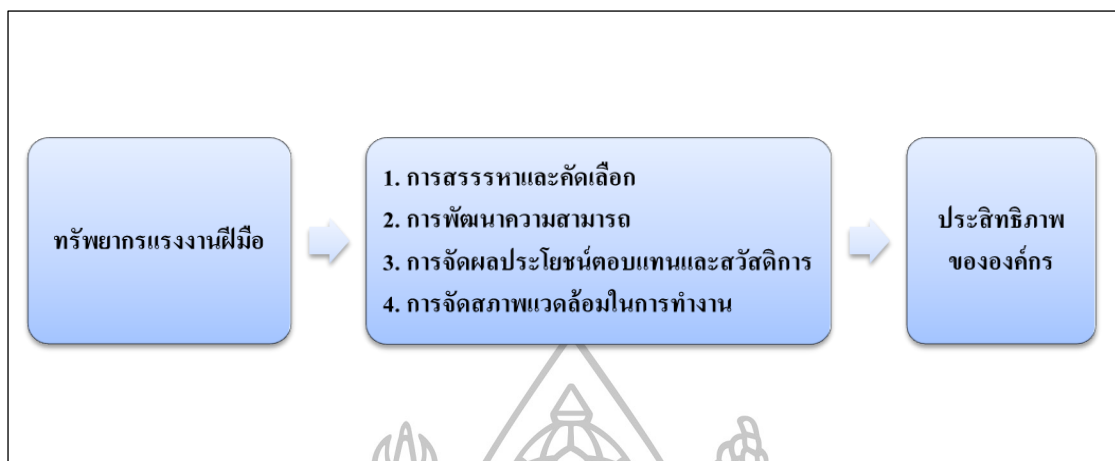 ทรัพยากรแรงงานฝีมือ
1. การสรรรหาและคัดเลือก
2. การพัฒนาความสามารถ
3. การจัดผลประโยชน์ตอบแทนและสวัสดิการ
4. การจัดสภาพแวดล้อมในการทำงาน
ประสิทธิภาพ
ขององค์กร